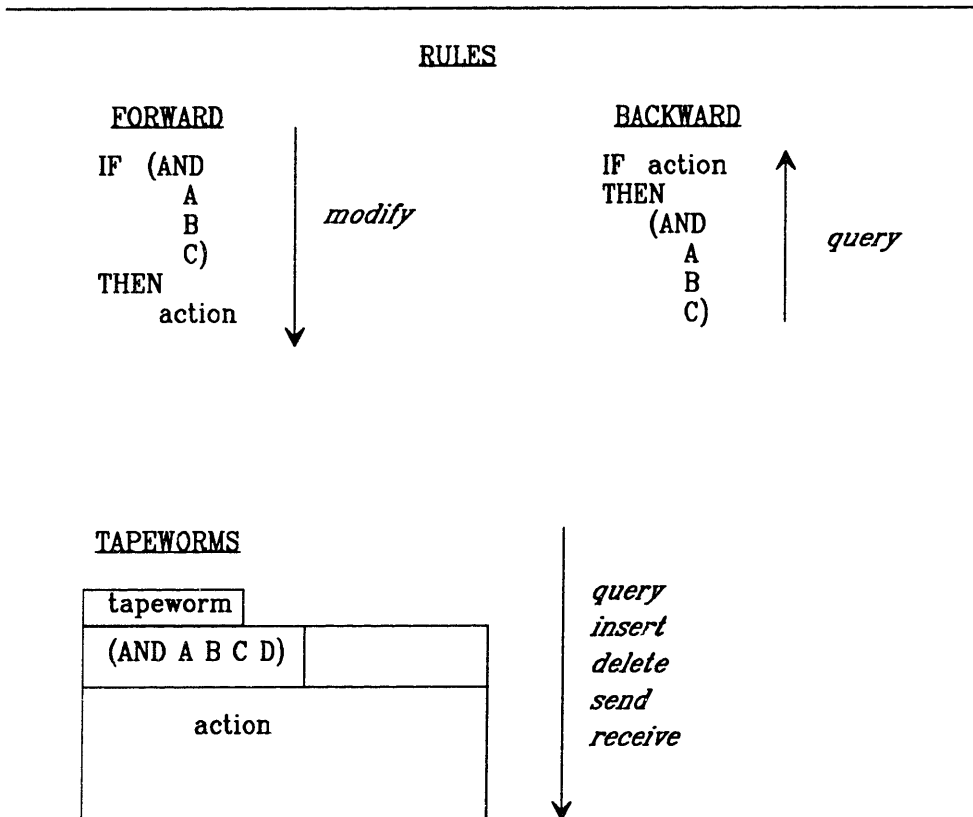 RULES
FORWARD
IF (AND
A
B
C)
THEN
action
modify
BACKWARD
IF action
THEN
(AND
A
B
C)
query
TAPEWORMS
tapeworm
(AND A B C D)
action
query
insert
delete
send
receive